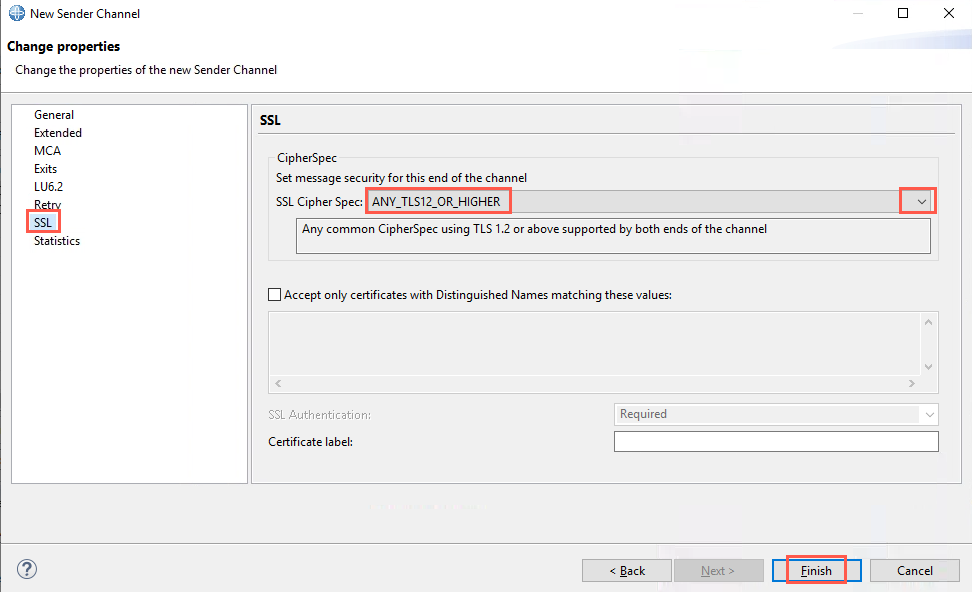 New Sender Channel
Change properties
Change the properties of the new Sender Channel
General
Extended
MCA
Exits
LU6.2
Retry
SSL
Statistics
SSL
CipherSpec
Set message security for this end of the channel
SSL Cipher Spec: ANY_TLS12_OR_HIGHER
Any common CipherSpec using TLS 1.2 or above supported by both ends of the channel
Accept only certificates with Distinguished Names matching these values:
SSL Authentication: Required
Certificate label:
? < Back Next > Finish Cancel